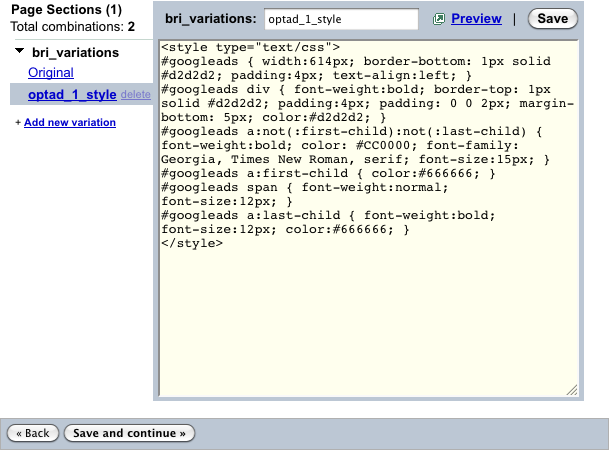 Page Sections (1)
Total combinations: 2
bri_variations
Original
optad_1_style delete
+ Add new variation
bri_variations: optad_1_style Preview | Save
<style type="text/css">
#googleads { width:614px; border-bottom: 1px solid
#d2d2d2; padding:4px; text-align:left; }
#googleads div { font-weight:bold; border-top: 1px
solid #d2d2d2; padding:4px; padding: 0 0 2px; margin-
bottom: 5px; color:#d2d2d2; }
#googleads a:not(:first-child):not(:last-child) {
font-weight:bold; color: #CC0000; font-family:
Georgia, Times New Roman, serif; font-size:15px; }
#googleads a:first-child { color:#666666; }
#googleads span { font-weight:normal;
font-size:12px; }
#googleads a:last-child { font-weight:bold;
font-size:12px; color:#666666; }
</style>
« Back Save and continue »